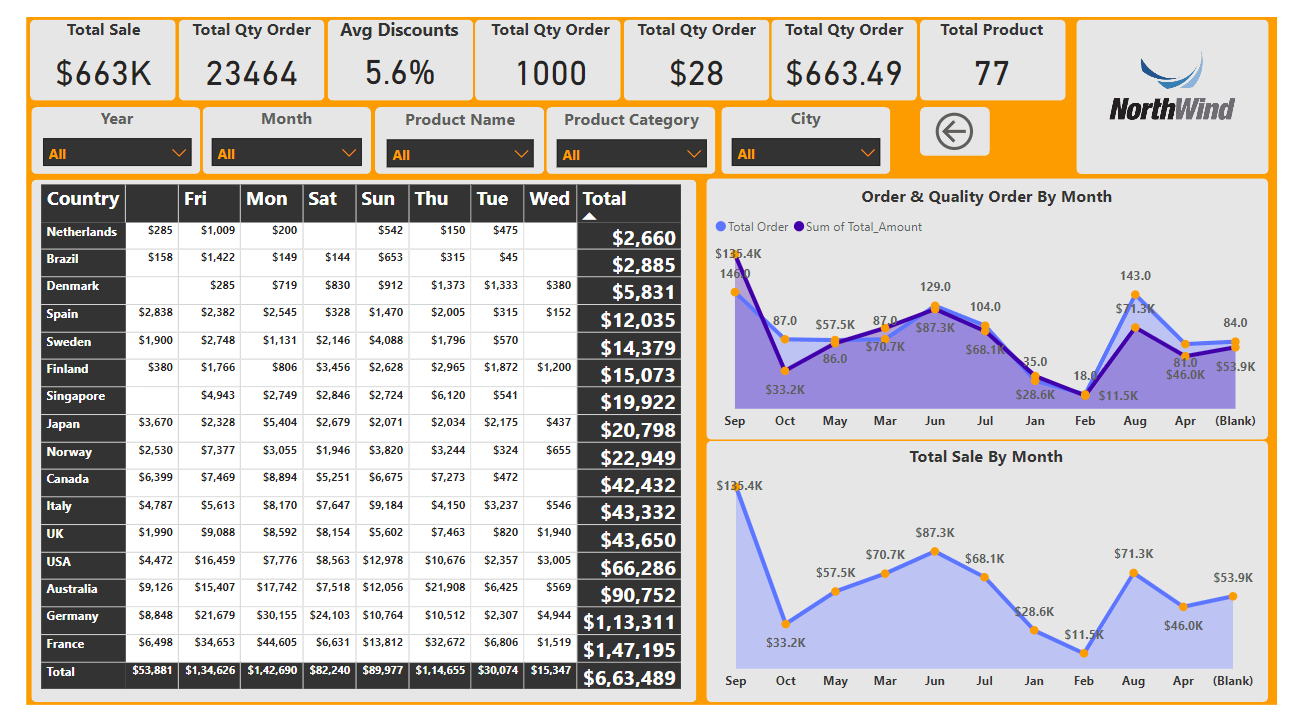 Total Sale
$663K
Total Qty Order
23464
Avg Discounts
5.6%
Total Qty Order
1000
Total Qty Order
$28
Total Qty Order
$663.49
Total Product
77
NorthWind
Year
All
Month
All
Product Name
All
Product Category
All
City
All
Country Fri Mon Sat Sun Thu Tue Wed Total
Netherlands $285 $1,009 $200 $542 $150 $475 $2,660
Brazil $158 $1,422 $149 $144 $653 $315 $45 $2,885
Denmark $285 $719 $830 $912 $1,373 $1,333 $380 $5,831
Spain $2,838 $2,382 $2,545 $328 $1,470 $2,005 $315 $152 $12,035
Sweden $1,900 $2,748 $1,131 $2,146 $4,088 $1,796 $570 $14,379
Finland $380 $1,766 $806 $3,456 $2,628 $2,965 $1,872 $1,200 $15,073
Singapore $4,943 $2,749 $2,846 $2,724 $6,120 $541 $19,922
Japan $3,670 $2,328 $5,404 $2,679 $2,071 $2,034 $2,175 $437 $20,798
Norway $2,530 $7,377 $3,055 $1,946 $3,820 $3,244 $324 $655 $22,949
Canada $6,399 $7,469 $8,894 $5,251 $6,675 $7,273 $472 $42,432
Italy $4,787 $5,613 $8,170 $7,647 $9,184 $4,150 $3,237 $546 $43,332
UK $1,990 $9,088 $8,592 $8,154 $5,602 $7,463 $820 $1,940 $43,650
USA $4,472 $16,459 $7,776 $8,563 $12,978 $10,676 $2,357 $3,005 $66,286
Australia $9,126 $15,407 $17,742 $7,518 $12,056 $21,908 $6,425 $569 $90,752
Germany $8,848 $21,679 $30,155 $24,103 $10,764 $10,512 $2,307 $4,944 $1,13,311
France $6,498 $34,653 $44,605 $6,631 $13,812 $32,672 $6,806 $1,519 $1,47,195
Total $53,881 $1,34,626 $1,42,690 $82,240 $89,977 $1,14,655 $30,074 $15,347 $6,63,489
Order & Quality Order By Month
Total Order Sum of Total_Amount
$135.4K
146.0
87.0
$33.2K
$57.5K
86.0
87.0
$70.7K
129.0
$87.3K
104.0
$68.1K
35.0
$28.6K
18.0
$11.5K
143.0
$71.3K
81.0
$46.0K
84.0
$53.9K
Sep Oct May Mar Jun Jul Jan Feb Aug Apr (Blank)
Total Sale By Month
$135.4K
$33.2K
$57.5K
$70.7K
$87.3K
$68.1K
$28.6K
$11.5K
$71.3K
$46.0K
$53.9K
Sep Oct May Mar Jun Jul Jan Feb Aug Apr (Blank)